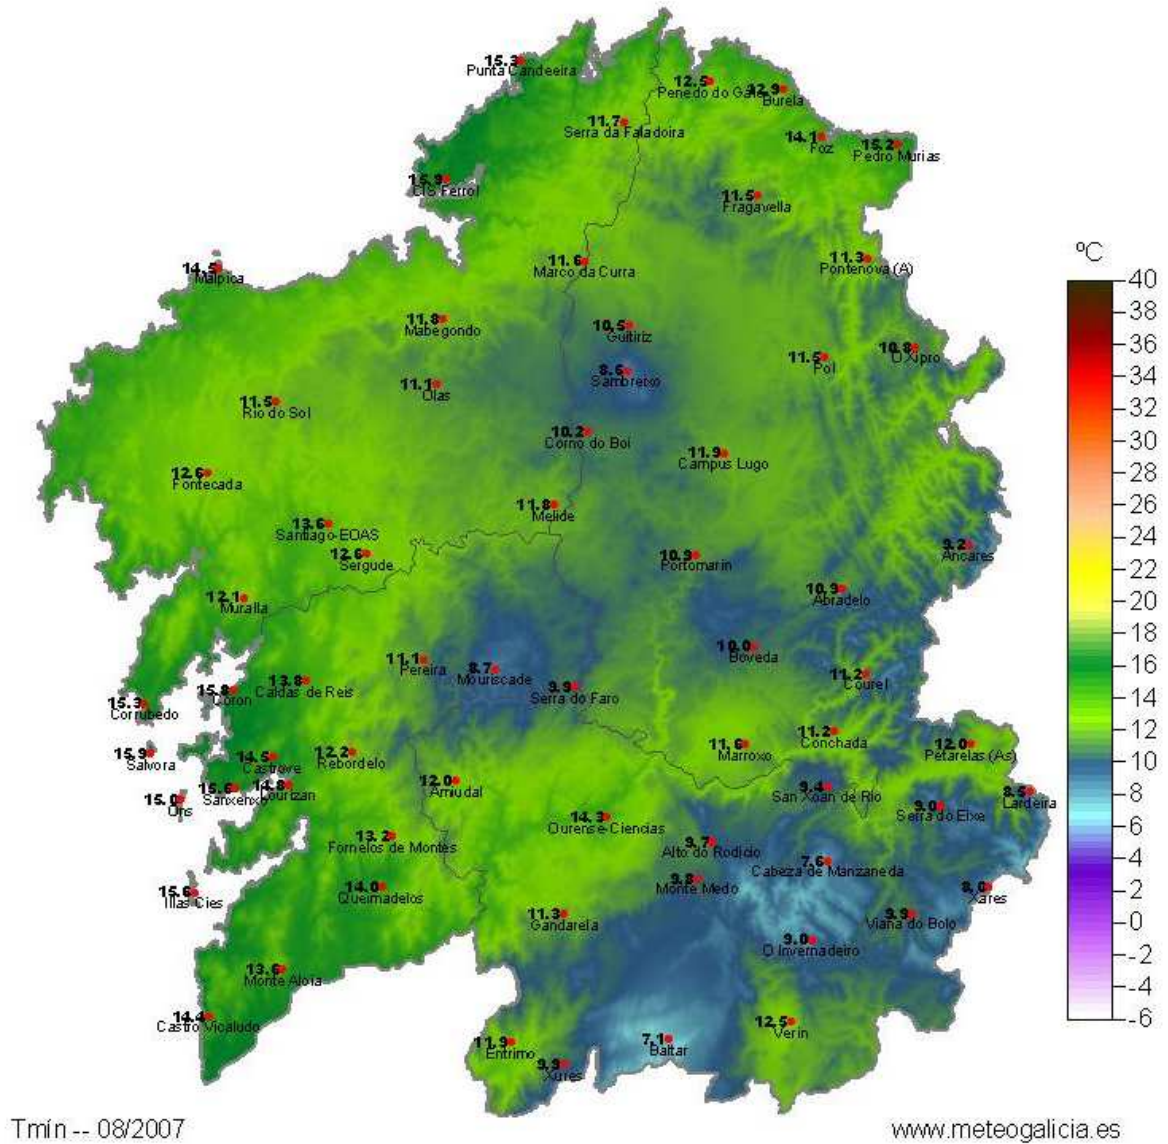 15.3
Punta Candeeira
12.5
Penedo do Galo
12.9
Burela
11.7
Serra da Faladoira
14.1
Foz
15.2
Pedro Murias
15.9
CIS Ferrol
11.5
Fragavella
14.5
Malpica
11.6
Marco da Curra
11.3
Pontenova (A)
ºC
40
38
36
34
32
30
28
26
24
22
20
18
16
14
12
10
8
6
4
2
0
-2
-4
-6
11.8
Mabegondo
10.5
Guitiriz
11.5
Pol
10.8
O Xipro
8.6
Sambreixo
11.1
Olas
11.5
Rio do Sol
10.2
Corno do Boi
11.9
Campus Lugo
12.6
Fontecada
11.8
Melide
13.6
Santiago-EOAS
12.6
Sergude
10.9
Portomarin
9.2
Ancares
12.1
Muralla
10.9
Abradelo
11.1
Pereira
8.7
Mouriscade
10.0
Boveda
11.2
Courel
13.8
Caldas de Reis
15.8
Coron
9.9
Serra do Faro
15.3
Corrubedo
11.2
Conchada
11.6
Marroxo
12.0
Petarelas (As)
15.9
Salvora
14.5
Castrove
12.2
Rebordelo
12.0
Amiudal
15.6
Sanxenxo
14.8
Lourizan
15.0
Ons
9.4
San Xoan de Rio
9.0
Serra do Eixe
8.5
Lardeira
14.3
Ourense-Ciencias
13.2
Fornelos de Montes
9.7
Alto do Rodicio
7.6
Cabeza de Manzaneda
9.8
Monte Medo
8.0
Xares
15.6
Illas Cies
14.0
Queimadelos
11.3
Gandarela
9.9
Viana do Bolo
9.0
O Invernadeiro
13.6
Monte Aloia
14.4
Castro Vicaludo
12.5
Verin
11.9
Entrimo
7.1
Baltar
9.9
Xures
Tmín -- 08/2007
www.meteogalicia.es